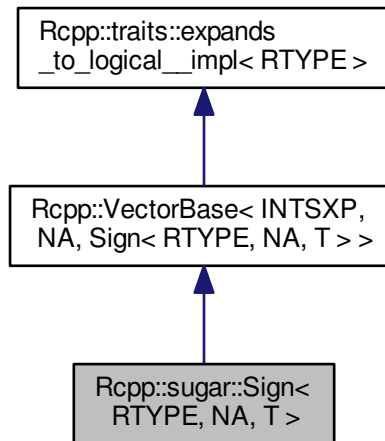 Rcpp::traits::expands
_to_logical__impl< RTYPE >
Rcpp::VectorBase< INTSXP,
NA, Sign< RTYPE, NA, T > >
Rcpp::sugar::Sign<
RTYPE, NA, T >